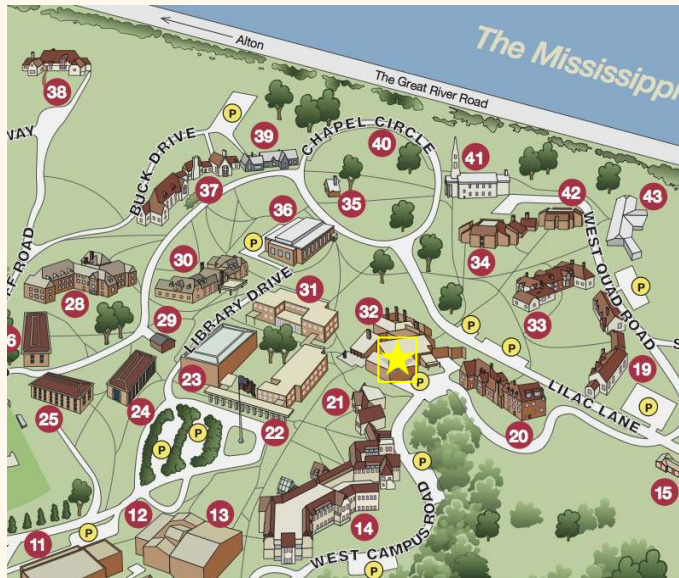 Alton
The Great River Road
The Mississippi
38
WAY
P
BUCK DRIVE
39
CHAPEL CIRCLE
40
41
42
43
37
35
36
P
34
WEST QUAD ROAD
30
28
LIBRARY DRIVE
31
32
33
P
29
P
P
6
23
P
19
LILAC LANE
25
24
22
21
20
P
P
P
P
15
12
13
14
11
P
WEST CAMPUS ROAD
P